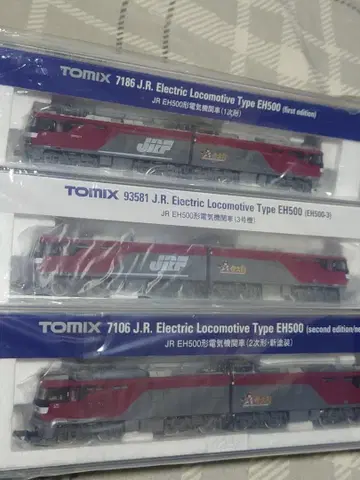 TOMIX 7186 J.R. Electric Locomotive Type EH500 (first edition)
JR EH500形電気機関車(1次形)
JRF
TOMIX 93581 J.R. Electric Locomotive Type EH500 (EH500-3)
JR EH500形電気機関車(3号機)
JRF
TOMIX 7106 J.R. Electric Locomotive Type EH500 (second edition/
JR EH500形電気機関車(2次形・新塗装)